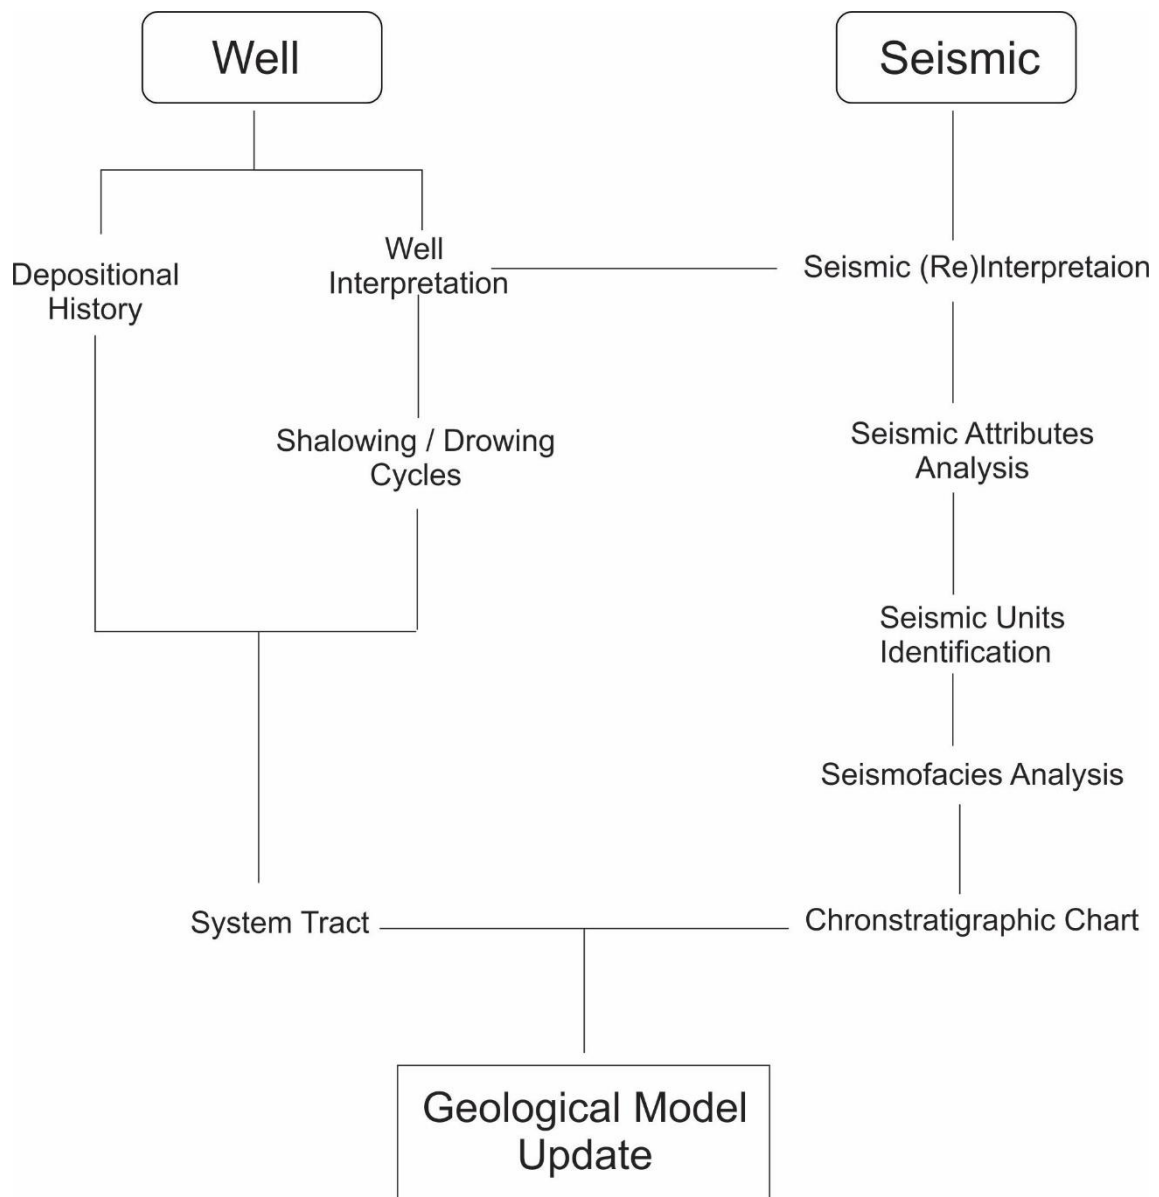 Well
Seismic
Depositional
History
Well
Interpretation
Seismic (Re)Interpretaion
Shalowing / Drowing
Cycles
Seismic Attributes
Analysis
Seismic Units
Identification
Seismofacies Analysis
System Tract
Chronstratigraphic Chart
Geological Model
Update